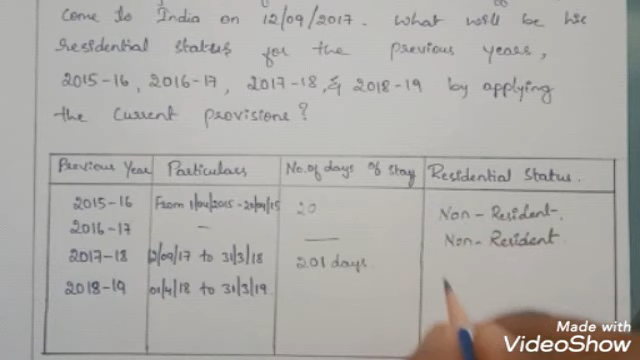 come to India on 12/09/2017. What will be his
residential status for the previous years,
2015-16, 2016-17, 2017-18, & 2018-19 by applying
the current provisions?
Previous Year Particulars No.of days of stay Residential Status.
2015-16 From 1/04/2015-20/04/15 20 Non-Resident.
2016-17 - — Non-Resident.
2017-18 12/09/17 to 31/3/18 201 days.
2018-19 01/4/18 to 31/3/19.
Made with
VideoShow